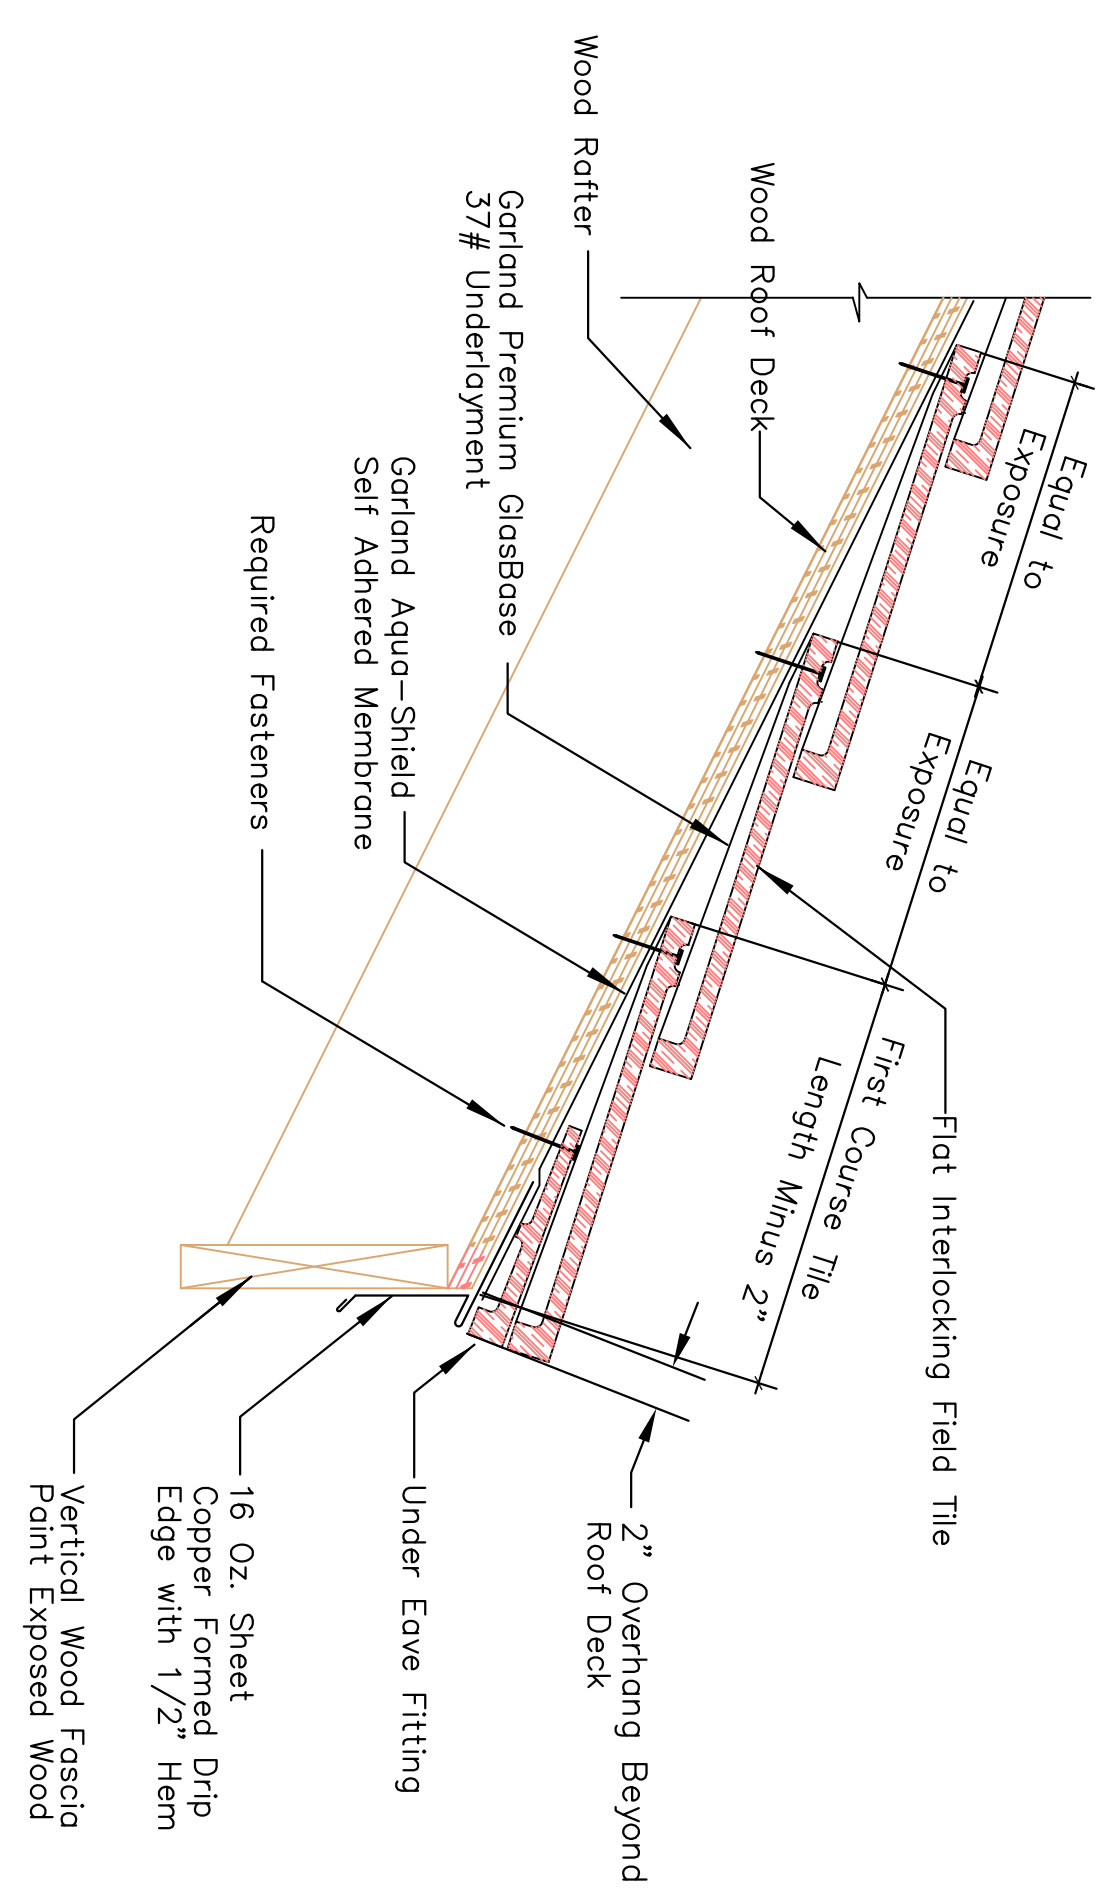 Flat Interlocking Field Tile
Equal to
Exposure
Equal to
Exposure
First Course Tile
Length Minus 2"
Wood Roof Deck
Wood Rafter
2" Overhang Beyond
Roof Deck
Garland Premium GlasBase
37# Underlayment
Garland Aqua-Shield
Self Adhered Membrane
Under Eave Fitting
Required Fasteners
16 Oz. Sheet
Copper Formed Drip
Edge with 1/2" Hem
Vertical Wood Fascia
Paint Exposed Wood